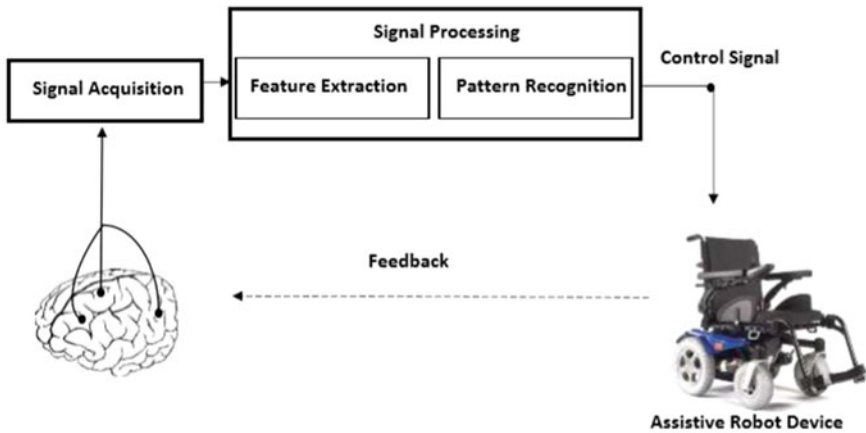 Signal Processing
Signal Acquisition
Feature Extraction
Pattern Recognition
Control Signal
Feedback
Assistive Robot Device